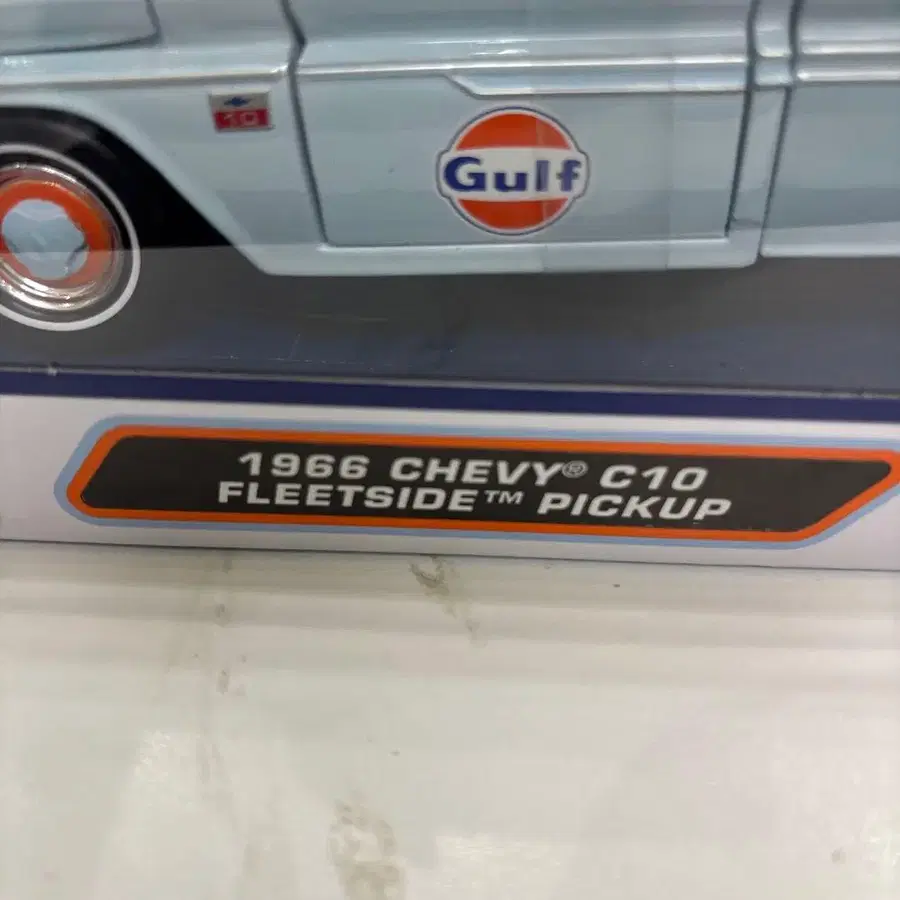 10
Gulf
1966 CHEVY® C10
FLEETSIDE™ PICKUP